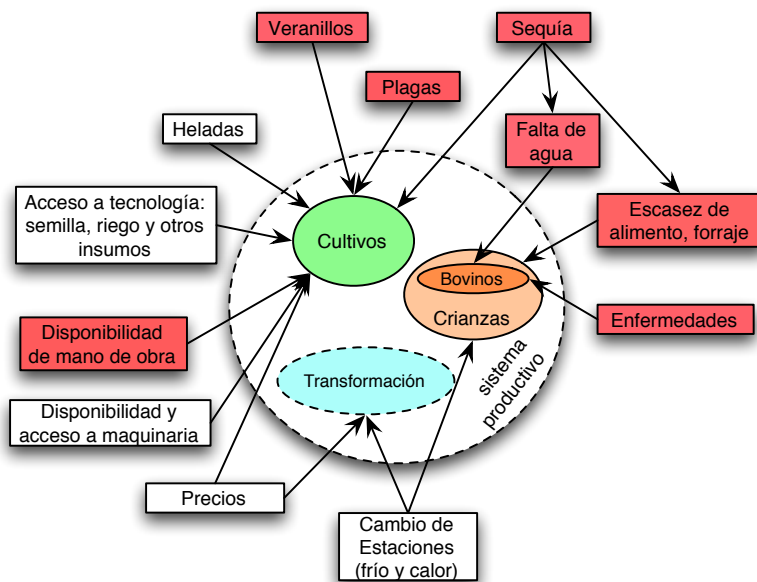 Veranillos
Sequía
Plagas
Heladas
Falta de
agua
Acceso a tecnología:
semilla, riego y otros
insumos
Cultivos
Escasez de
alimento, forraje
Bovinos
Crianzas
Enfermedades
Disponibilidad
de mano de obra
sistema
productivo
Transformación
Disponibilidad y
acceso a maquinaria
Precios
Cambio de
Estaciones
(frío y calor)